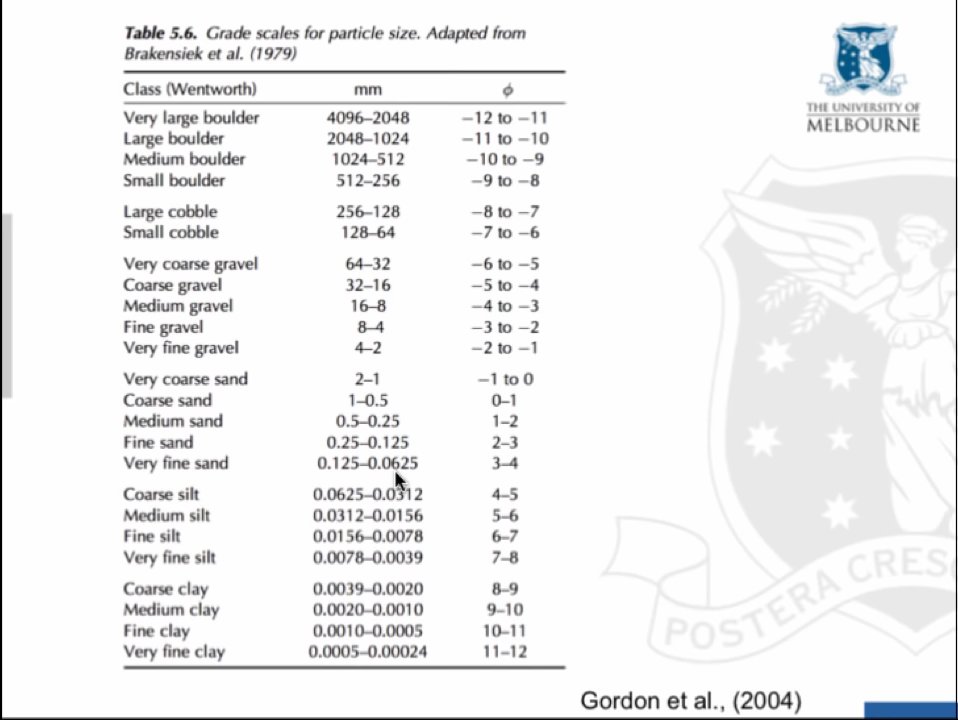 Table 5.6. Grade scales for particle size. Adapted from
Brakensiek et al. (1979)
Class (Wentworth) mm ϕ
Very large boulder 4096–2048 −12 to −11
Large boulder 2048–1024 −11 to −10
Medium boulder 1024–512 −10 to −9
Small boulder 512–256 −9 to −8
Large cobble 256–128 −8 to −7
Small cobble 128–64 −7 to −6
Very coarse gravel 64–32 −6 to −5
Coarse gravel 32–16 −5 to −4
Medium gravel 16–8 −4 to −3
Fine gravel 8–4 −3 to −2
Very fine gravel 4–2 −2 to −1
Very coarse sand 2–1 −1 to 0
Coarse sand 1–0.5 0–1
Medium sand 0.5–0.25 1–2
Fine sand 0.25–0.125 2–3
Very fine sand 0.125–0.0625 3–4
Coarse silt 0.0625–0.0312 4–5
Medium silt 0.0312–0.0156 5–6
Fine silt 0.0156–0.0078 6–7
Very fine silt 0.0078–0.0039 7–8
Coarse clay 0.0039–0.0020 8–9
Medium clay 0.0020–0.0010 9–10
Fine clay 0.0010–0.0005 10–11
Very fine clay 0.0005–0.00024 11–12
Gordon et al., (2004)
THE UNIVERSITY OF
MELBOURNE
POSTERA CRES